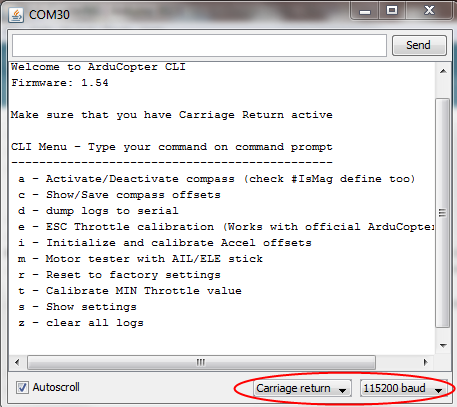 COM30
Send
Welcome to ArduCopter CLI
Firmware: 1.54
Make sure that you have Carriage Return active
CLI Menu - Type your command on command prompt
----------------------------------------------
a - Activate/Deactivate compass (check #IsMag define too)
c - Show/Save compass offsets
d - dump logs to serial
e - ESC Throttle calibration (Works with official ArduCopter
i - Initialize and calibrate Accel offsets
m - Motor tester with AIL/ELE stick
r - Reset to factory settings
t - Calibrate MIN Throttle value
s - Show settings
z - clear all logs
Autoscroll
Carriage return
115200 baud